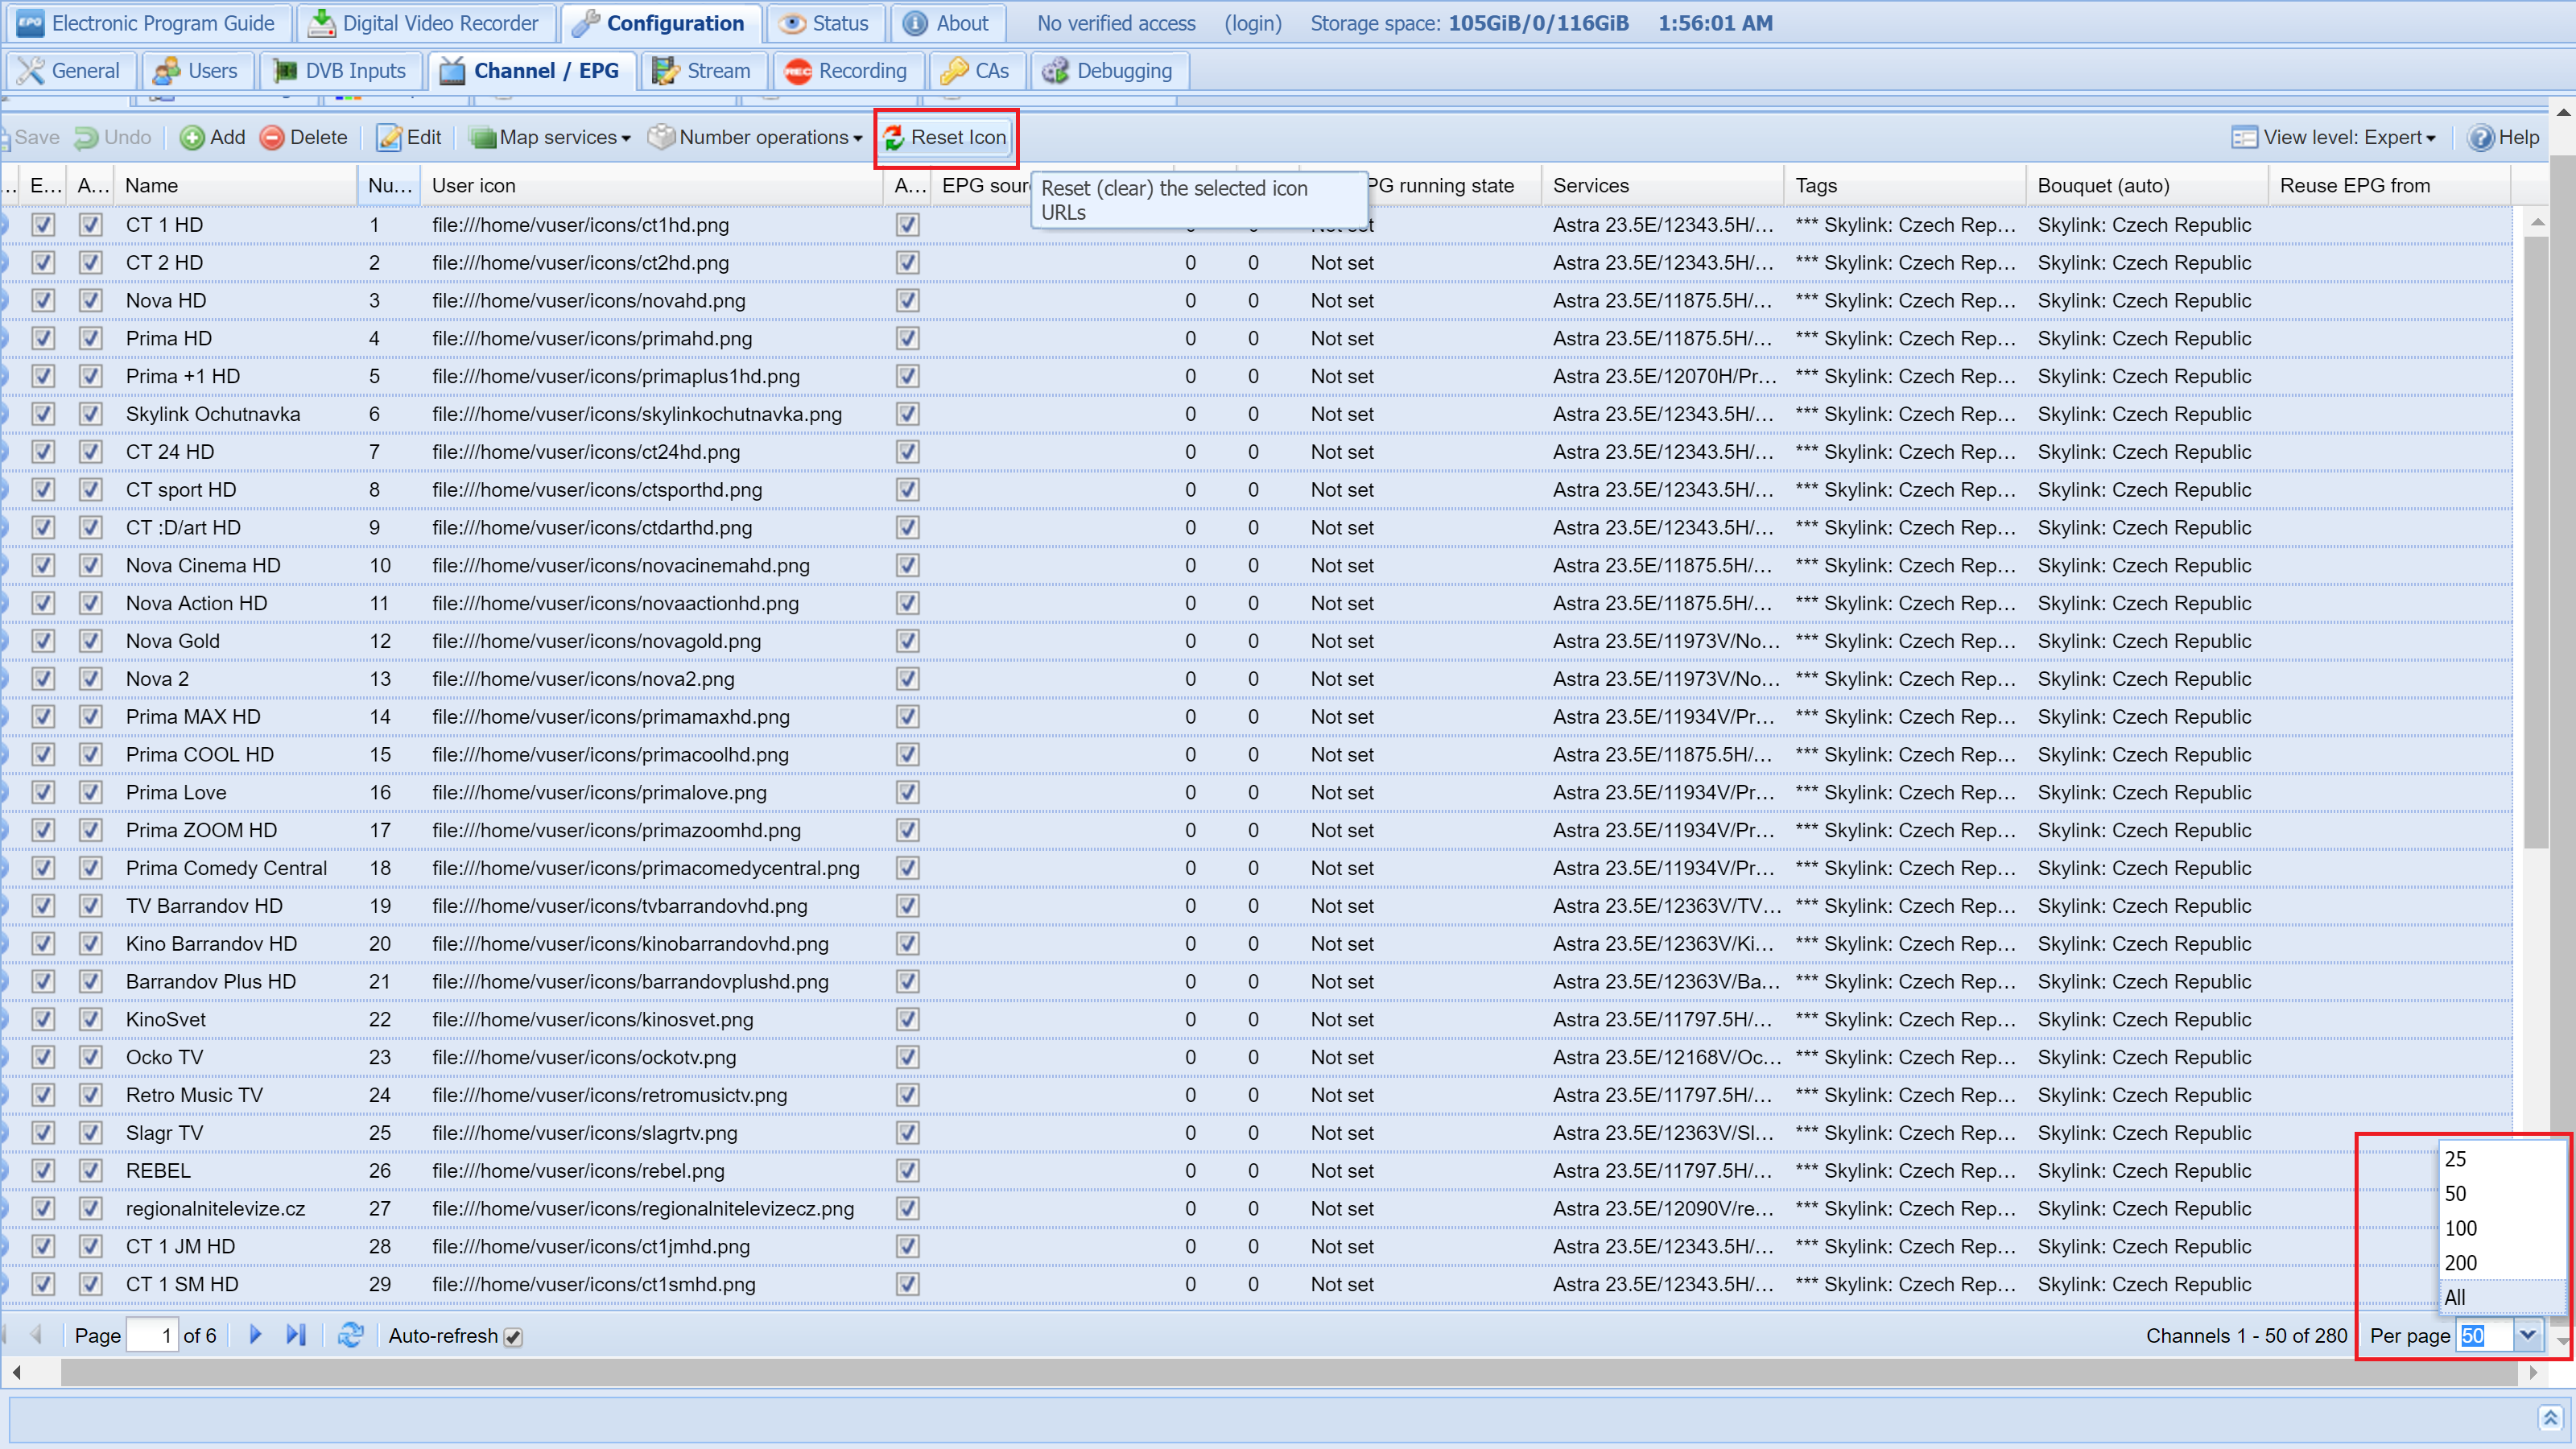 Electronic Program Guide Digital Video Recorder Configuration Status About No verified access (login) Storage space: 105GiB/0/116GiB 1:56:01 AM
General Users DVB Inputs Channel / EPG Stream Recording CAs Debugging
Save Undo Add Delete Edit Map services Number operations Reset Icon View level: Expert Help
... E... A... Name Nu... User icon A... EPG sour PG running state Services Tags Bouquet (auto) Reuse EPG from
Reset (clear) the selected icon
URLs
CT 1 HD 1 file:///home/vuser/icons/ct1hd.png Astra 23.5E/12343.5H/... *** Skylink: Czech Rep... Skylink: Czech Republic
CT 2 HD 2 file:///home/vuser/icons/ct2hd.png 0 0 Not set Astra 23.5E/12343.5H/... *** Skylink: Czech Rep... Skylink: Czech Republic
Nova HD 3 file:///home/vuser/icons/novahd.png 0 0 Not set Astra 23.5E/11875.5H/... *** Skylink: Czech Rep... Skylink: Czech Republic
Prima HD 4 file:///home/vuser/icons/primahd.png 0 0 Not set Astra 23.5E/11875.5H/... *** Skylink: Czech Rep... Skylink: Czech Republic
Prima +1 HD 5 file:///home/vuser/icons/primaplus1hd.png 0 0 Not set Astra 23.5E/12070H/Pr... *** Skylink: Czech Rep... Skylink: Czech Republic
Skylink Ochutnavka 6 file:///home/vuser/icons/skylinkochutnavka.png 0 0 Not set Astra 23.5E/12343.5H/... *** Skylink: Czech Rep... Skylink: Czech Republic
CT 24 HD 7 file:///home/vuser/icons/ct24hd.png 0 0 Not set Astra 23.5E/12343.5H/... *** Skylink: Czech Rep... Skylink: Czech Republic
CT sport HD 8 file:///home/vuser/icons/ctsporthd.png 0 0 Not set Astra 23.5E/12343.5H/... *** Skylink: Czech Rep... Skylink: Czech Republic
CT :D/art HD 9 file:///home/vuser/icons/ctdarthd.png 0 0 Not set Astra 23.5E/12343.5H/... *** Skylink: Czech Rep... Skylink: Czech Republic
Nova Cinema HD 10 file:///home/vuser/icons/novacinemahd.png 0 0 Not set Astra 23.5E/11875.5H/... *** Skylink: Czech Rep... Skylink: Czech Republic
Nova Action HD 11 file:///home/vuser/icons/novaactionhd.png 0 0 Not set Astra 23.5E/11875.5H/... *** Skylink: Czech Rep... Skylink: Czech Republic
Nova Gold 12 file:///home/vuser/icons/novagold.png 0 0 Not set Astra 23.5E/11973V/No... *** Skylink: Czech Rep... Skylink: Czech Republic
Nova 2 13 file:///home/vuser/icons/nova2.png 0 0 Not set Astra 23.5E/11973V/No... *** Skylink: Czech Rep... Skylink: Czech Republic
Prima MAX HD 14 file:///home/vuser/icons/primamaxhd.png 0 0 Not set Astra 23.5E/11934V/Pr... *** Skylink: Czech Rep... Skylink: Czech Republic
Prima COOL HD 15 file:///home/vuser/icons/primacoolhd.png 0 0 Not set Astra 23.5E/11875.5H/... *** Skylink: Czech Rep... Skylink: Czech Republic
Prima Love 16 file:///home/vuser/icons/primalove.png 0 0 Not set Astra 23.5E/11934V/Pr... *** Skylink: Czech Rep... Skylink: Czech Republic
Prima ZOOM HD 17 file:///home/vuser/icons/primazoomhd.png 0 0 Not set Astra 23.5E/11934V/Pr... *** Skylink: Czech Rep... Skylink: Czech Republic
Prima Comedy Central 18 file:///home/vuser/icons/primacomedycentral.png 0 0 Not set Astra 23.5E/11934V/Pr... *** Skylink: Czech Rep... Skylink: Czech Republic
TV Barrandov HD 19 file:///home/vuser/icons/tvbarrandovhd.png 0 0 Not set Astra 23.5E/12363V/TV... *** Skylink: Czech Rep... Skylink: Czech Republic
Kino Barrandov HD 20 file:///home/vuser/icons/kinobarrandovhd.png 0 0 Not set Astra 23.5E/12363V/Ki... *** Skylink: Czech Rep... Skylink: Czech Republic
Barrandov Plus HD 21 file:///home/vuser/icons/barrandovplushd.png 0 0 Not set Astra 23.5E/12363V/Ba... *** Skylink: Czech Rep... Skylink: Czech Republic
KinoSvet 22 file:///home/vuser/icons/kinosvet.png 0 0 Not set Astra 23.5E/11797.5H/... *** Skylink: Czech Rep... Skylink: Czech Republic
Ocko TV 23 file:///home/vuser/icons/ockotv.png 0 0 Not set Astra 23.5E/12168V/Oc... *** Skylink: Czech Rep... Skylink: Czech Republic
Retro Music TV 24 file:///home/vuser/icons/retromusictv.png 0 0 Not set Astra 23.5E/11797.5H/... *** Skylink: Czech Rep... Skylink: Czech Republic
Slagr TV 25 file:///home/vuser/icons/slagrtv.png 0 0 Not set Astra 23.5E/12363V/Sl... *** Skylink: Czech Rep... Skylink: Czech Republic
REBEL 26 file:///home/vuser/icons/rebel.png 0 0 Not set Astra 23.5E/11797.5H/... *** Skylink: Czech Rep... Skylink: Czech Republic
regionalnitelevize.cz 27 file:///home/vuser/icons/regionalnitelevizecz.png 0 0 Not set Astra 23.5E/12090V/re... *** Skylink: Czech Rep... Skylink: Czech Republic
CT 1 JM HD 28 file:///home/vuser/icons/ct1jmhd.png 0 0 Not set Astra 23.5E/12343.5H/... *** Skylink: Czech Rep... Skylink: Czech Republic
CT 1 SM HD 29 file:///home/vuser/icons/ct1smhd.png 0 0 Not set Astra 23.5E/12343.5H/... *** Skylink: Czech Rep... Skylink: Czech Republic
25
50
100
200
All
Page 1 of 6 Auto-refresh Channels 1 - 50 of 280 Per page 50